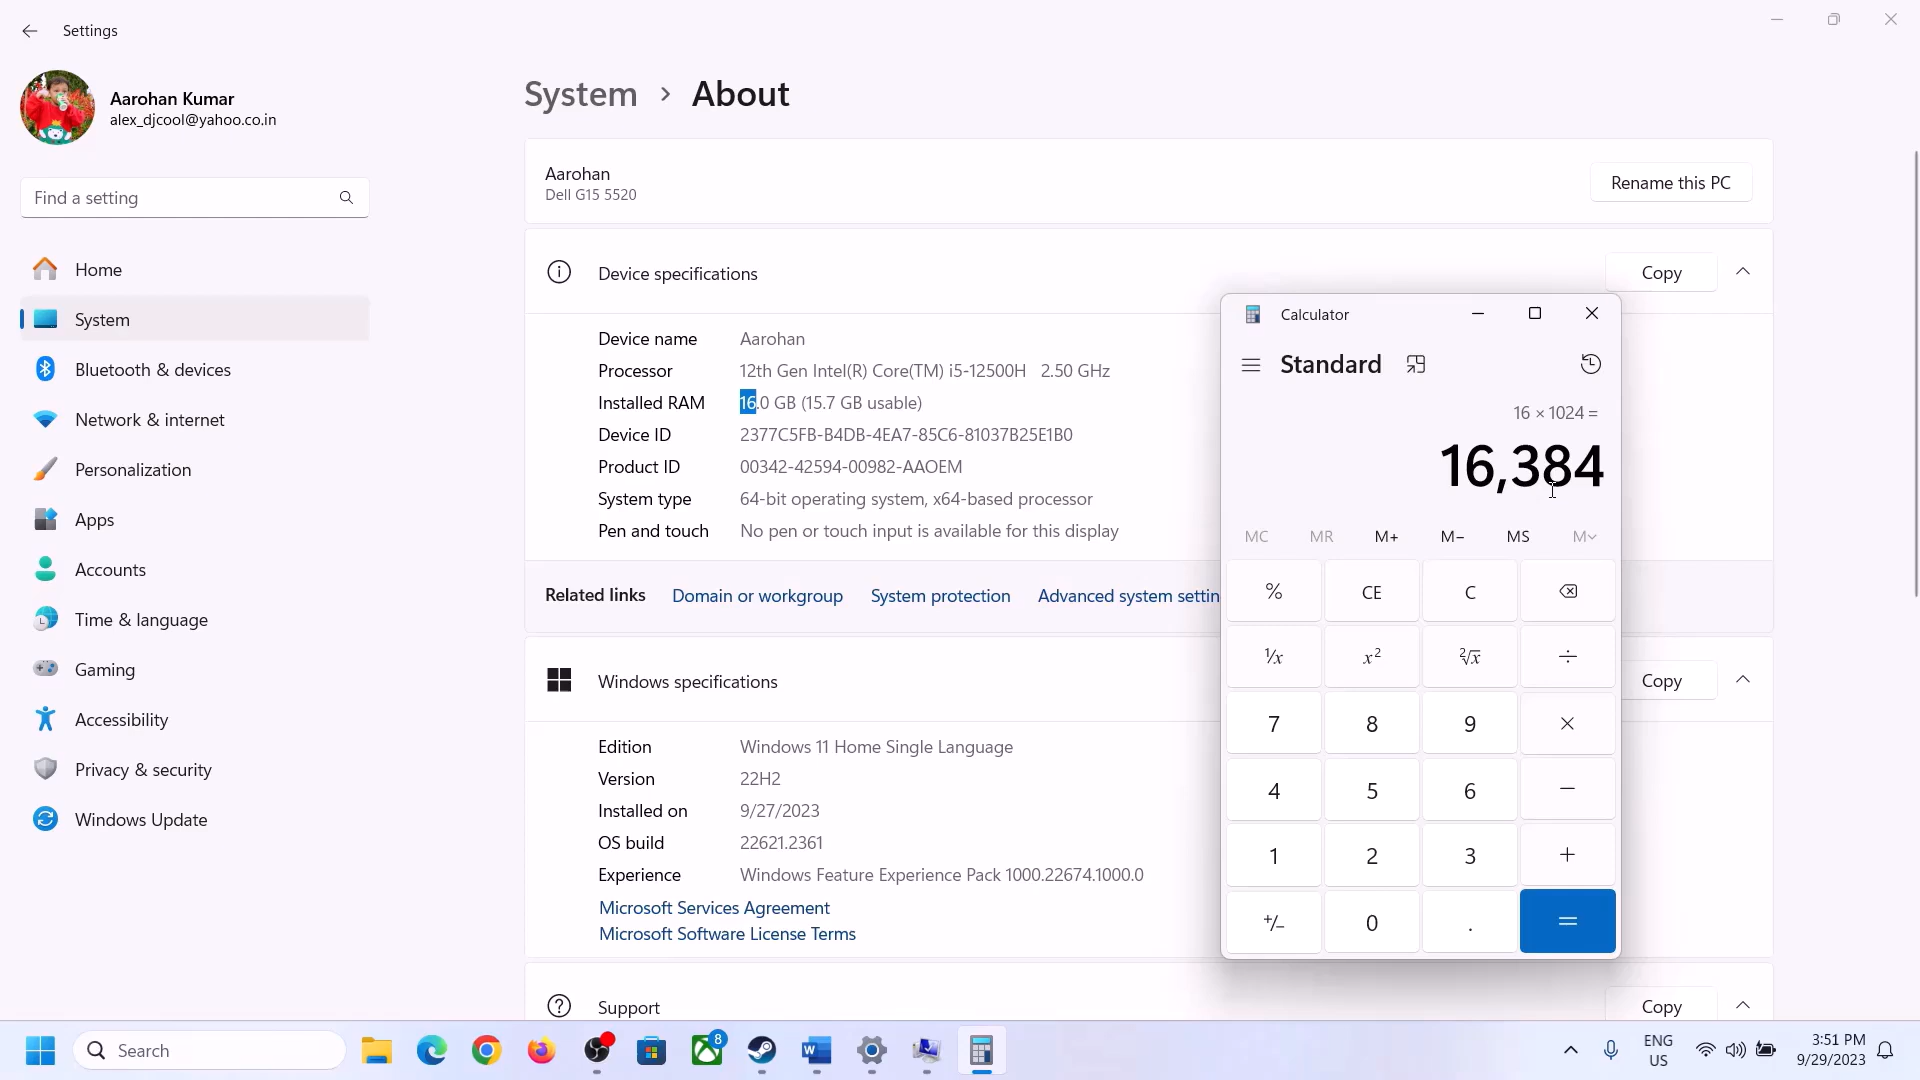 Settings
Aarohan Kumar
alex_djcool@yahoo.co.in
Find a setting
Home
System
Bluetooth & devices
Network & internet
Personalization
Apps
Accounts
Time & language
Gaming
Accessibility
Privacy & security
Windows Update
System > About
Aarohan
Dell G15 5520
Rename this PC
Device specifications
Copy
Device name Aarohan
Processor 12th Gen Intel(R) Core(TM) i5-12500H 2.50 GHz
Installed RAM 16.0 GB (15.7 GB usable)
Device ID 2377C5FB-B4DB-4EA7-85C6-81037B25E1B0
Product ID 00342-42594-00982-AAOEM
System type 64-bit operating system, x64-based processor
Pen and touch No pen or touch input is available for this display
Related links Domain or workgroup System protection Advanced system settin
Windows specifications
Copy
Edition Windows 11 Home Single Language
Version 22H2
Installed on 9/27/2023
OS build 22621.2361
Experience Windows Feature Experience Pack 1000.22674.1000.0
Microsoft Services Agreement
Microsoft Software License Terms
Support
Copy
Calculator
Standard
16 × 1024 =
16,384
MC MR M+ M− MS M
% CE C
¹/x x² ²√x ÷
7 8 9 ×
4 5 6 −
1 2 3 +
+/− 0 . =
Search
8
ENG
US
3:51 PM
9/29/2023